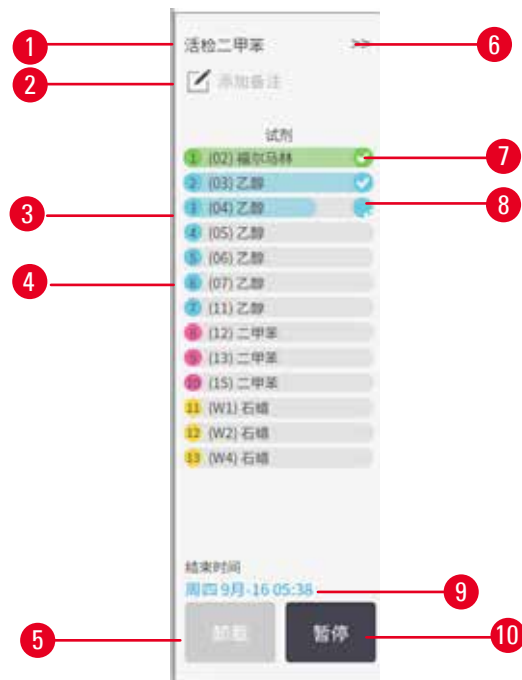 1 活检二甲苯 >> 6
2 添加备注
试剂
1 (02) 福尔马林 7
2 (03) 乙醇
3 3 (04) 乙醇 8
4 (05) 乙醇
5 (06) 乙醇
4 6 (07) 乙醇
7 (11) 乙醇
8 (12) 二甲苯
9 (13) 二甲苯
10 (15) 二甲苯
11 (W1) 石蜡
12 (W2) 石蜡
13 (W4) 石蜡
结束时间
周四 9月-16 05:38 9
5 卸载 暂停 10